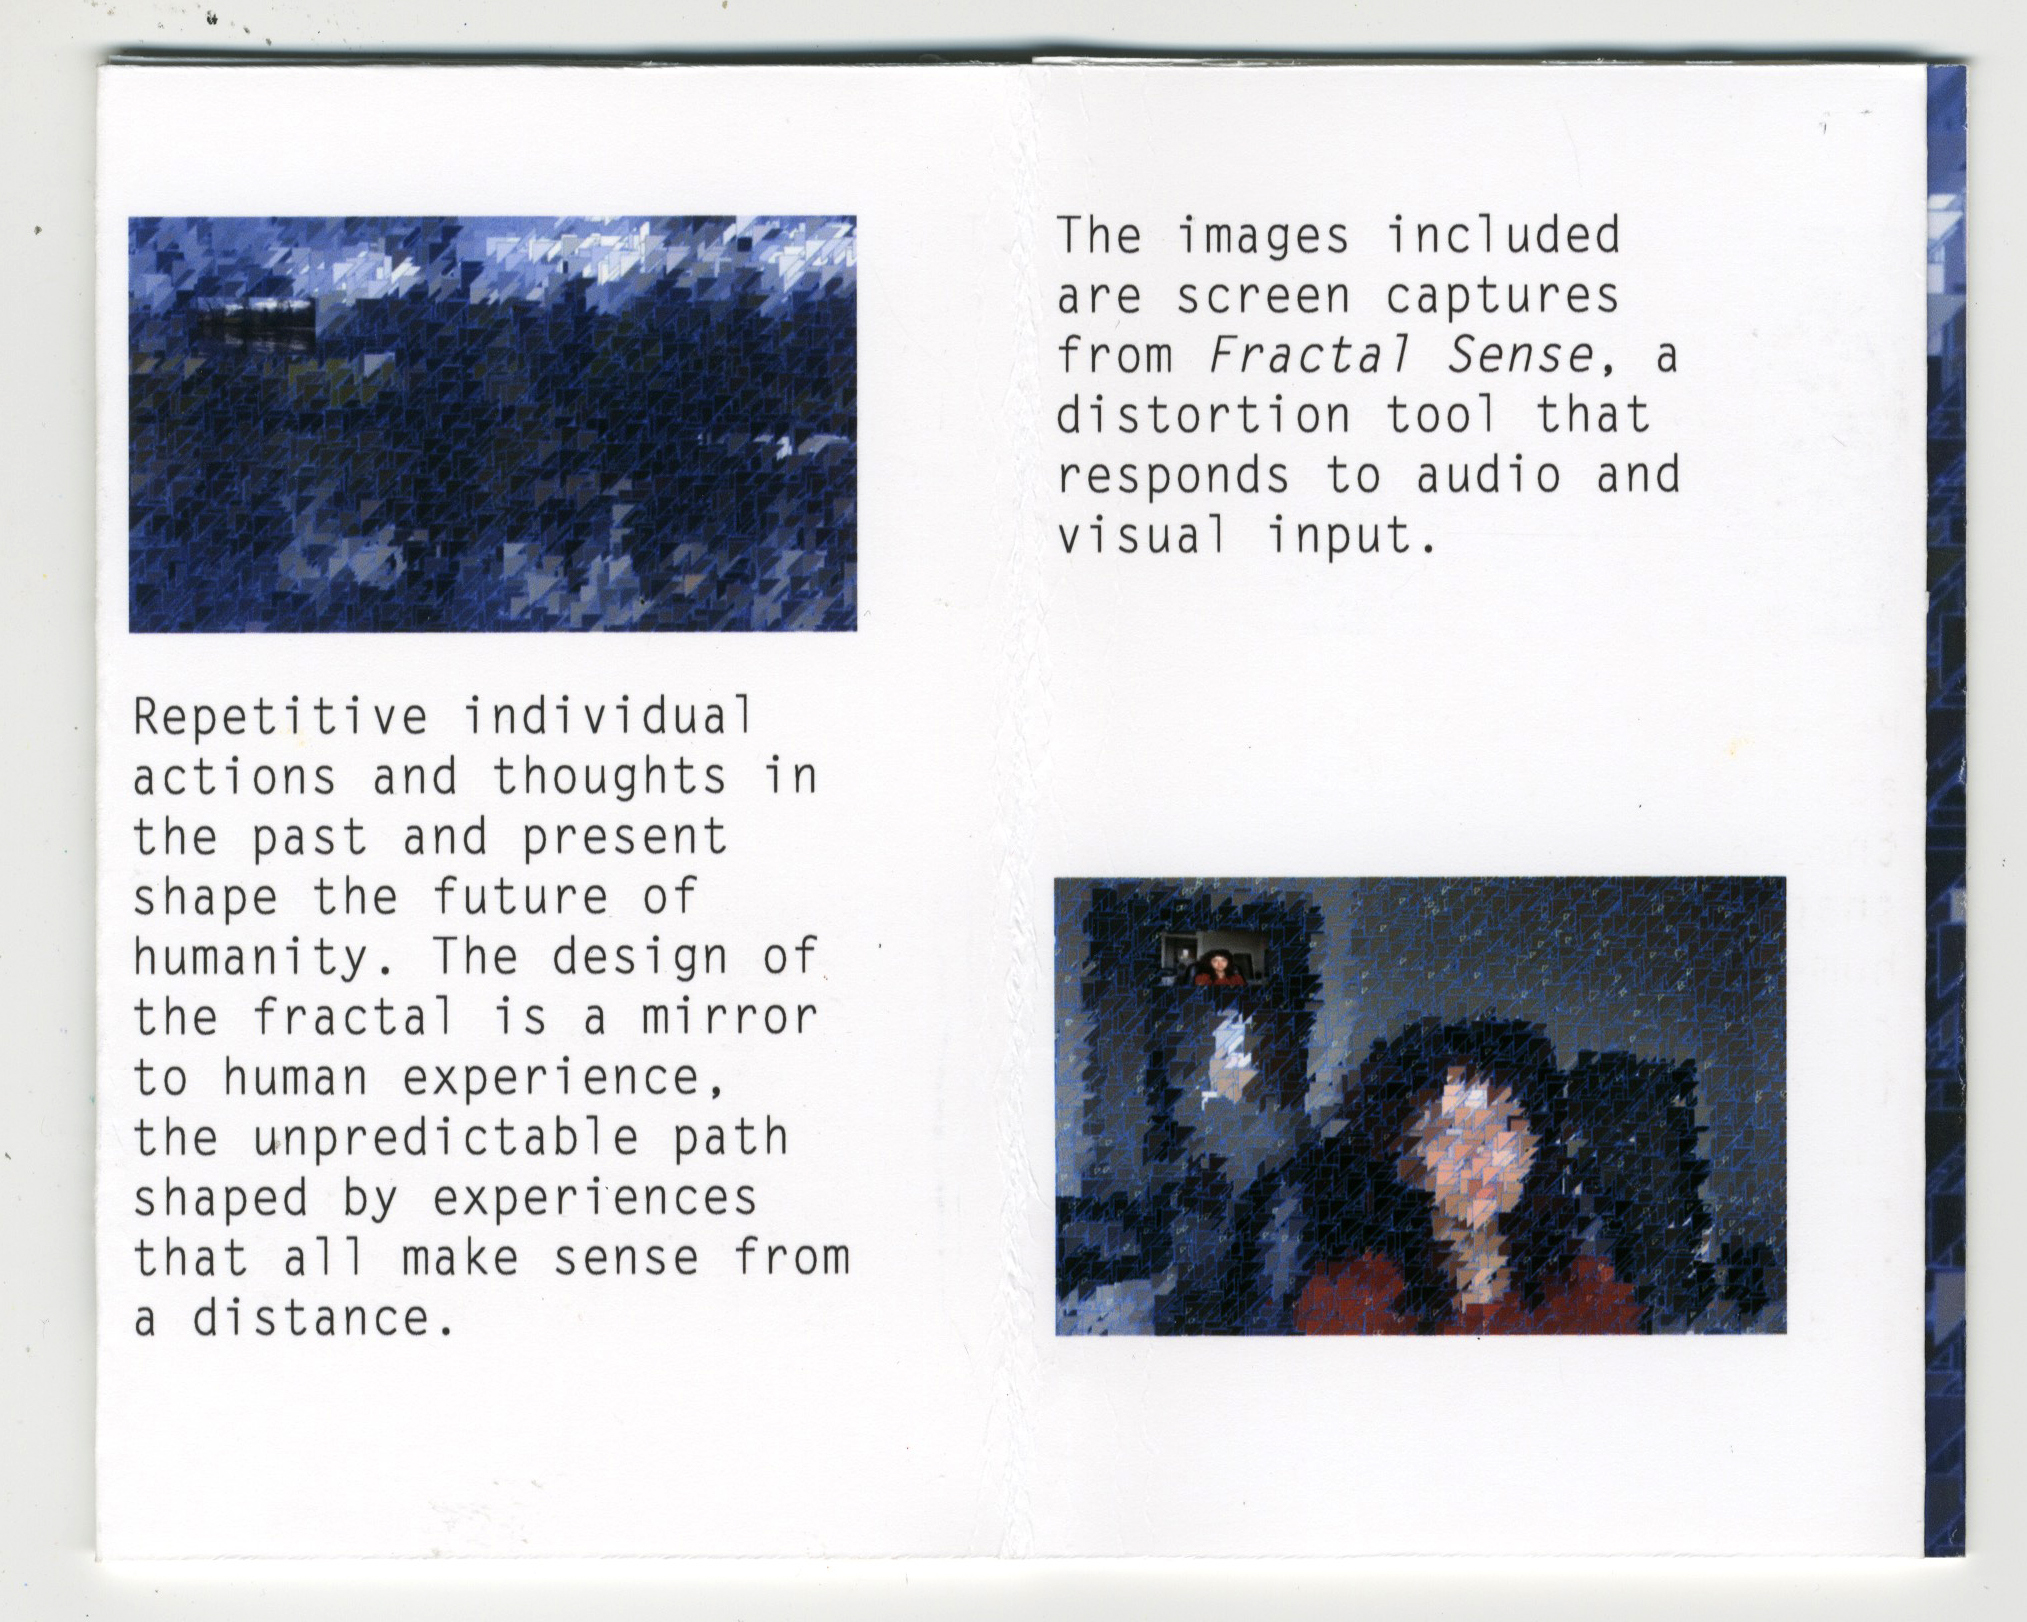 Repetitive individual
actions and thoughts in
the past and present
shape the future of
humanity. The design of
the fractal is a mirror
to human experience,
the unpredictable path
shaped by experiences
that all make sense from
a distance.
The images included
are screen captures
from Fractal Sense, a
distortion tool that
responds to audio and
visual input.